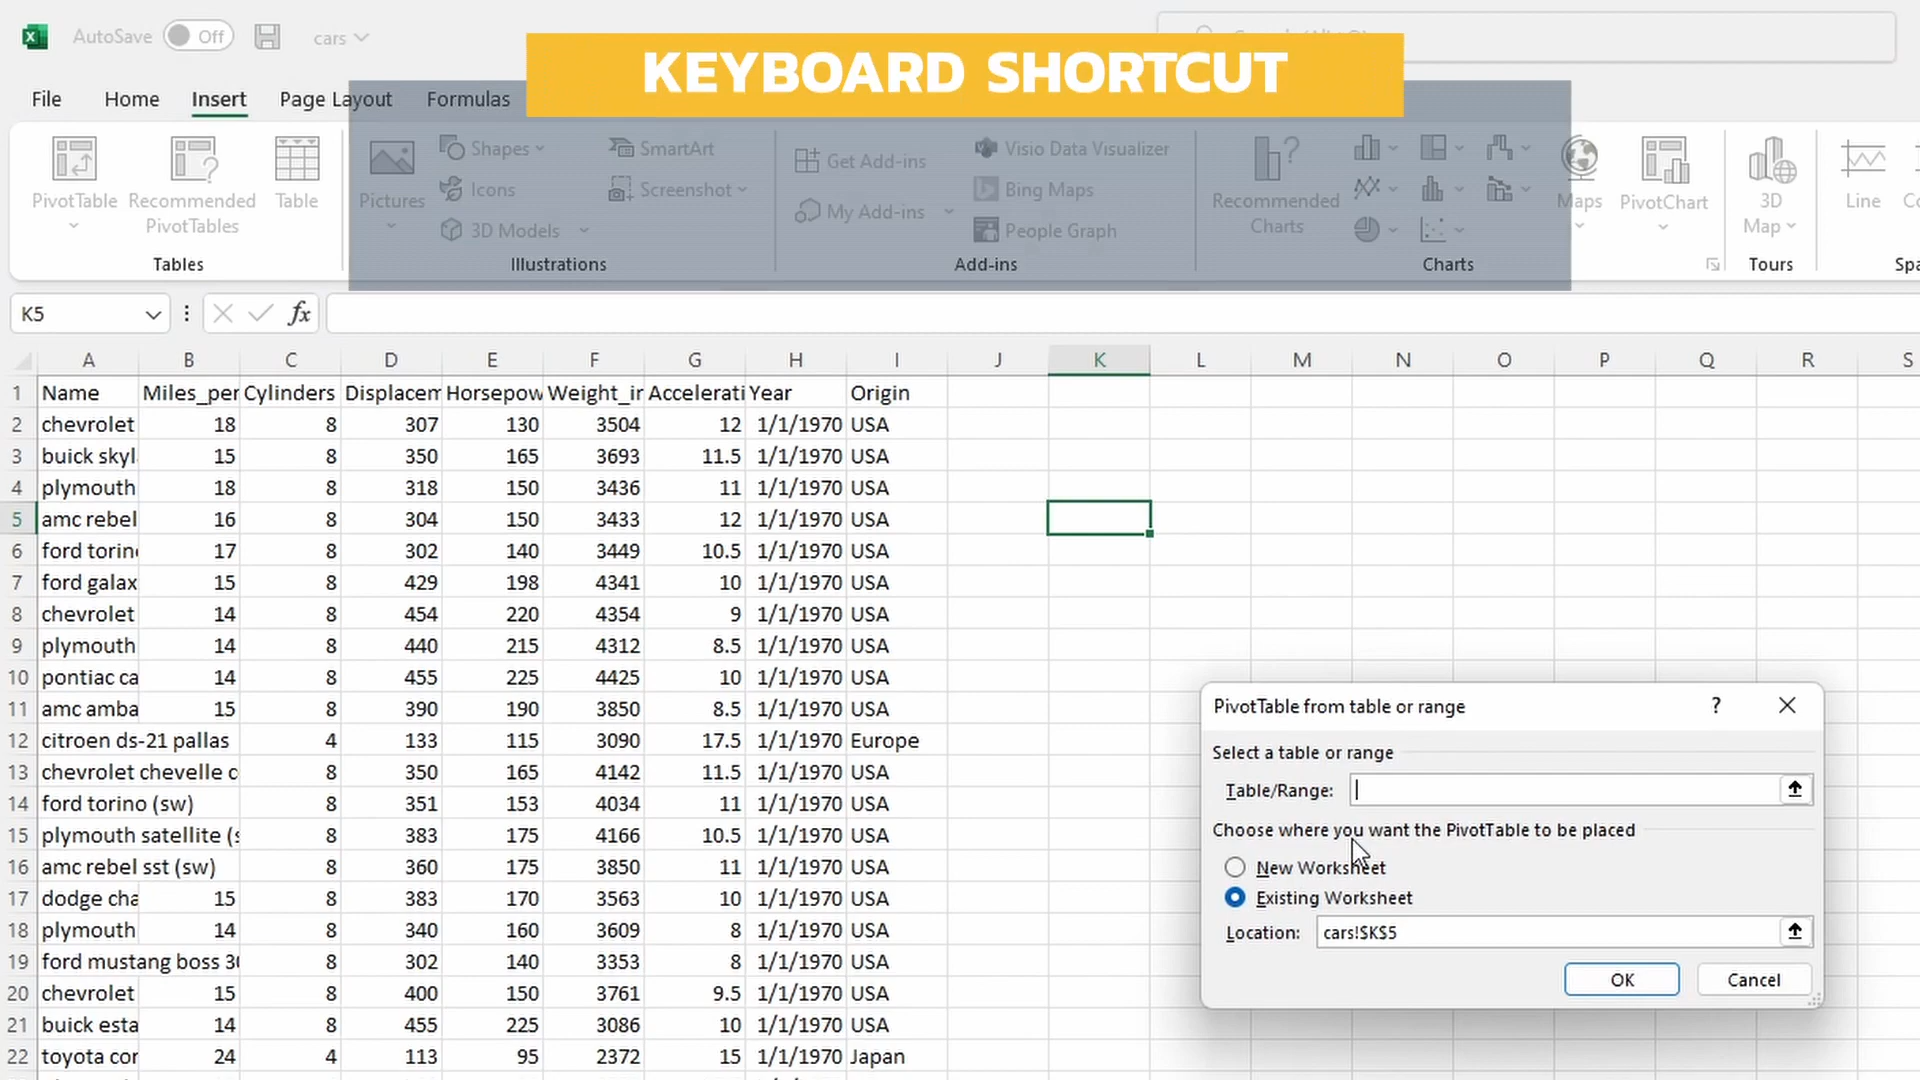 AutoSave Off cars
KEYBOARD SHORTCUT
File Home Insert Page Layout Formulas
PivotTable
Recommended
PivotTables
Table
Tables
Pictures
Shapes
Icons
3D Models
SmartArt
Screenshot
Illustrations
Get Add-ins
My Add-ins
Visio Data Visualizer
Bing Maps
People Graph
Add-ins
Recommended
Charts
Maps
PivotChart
Charts
3D
Map
Tours
Line
K5 fx
A B C D E F G H I J K L M N O P Q R S
1 Name Miles_per Cylinders Displacem Horsepow Weight_in Accelerati Year Origin
2 chevrolet 18 8 307 130 3504 12 1/1/1970 USA
3 buick skyl 15 8 350 165 3693 11.5 1/1/1970 USA
4 plymouth 18 8 318 150 3436 11 1/1/1970 USA
5 amc rebel 16 8 304 150 3433 12 1/1/1970 USA
6 ford torin 17 8 302 140 3449 10.5 1/1/1970 USA
7 ford galax 15 8 429 198 4341 10 1/1/1970 USA
8 chevrolet 14 8 454 220 4354 9 1/1/1970 USA
9 plymouth 14 8 440 215 4312 8.5 1/1/1970 USA
10 pontiac ca 14 8 455 225 4425 10 1/1/1970 USA
11 amc amba 15 8 390 190 3850 8.5 1/1/1970 USA
12 citroen ds-21 pallas 4 133 115 3090 17.5 1/1/1970 Europe
13 chevrolet chevelle c 8 350 165 4142 11.5 1/1/1970 USA
14 ford torino (sw) 8 351 153 4034 11 1/1/1970 USA
15 plymouth satellite (s 8 383 175 4166 10.5 1/1/1970 USA
16 amc rebel sst (sw) 8 360 175 3850 11 1/1/1970 USA
17 dodge cha 15 8 383 170 3563 10 1/1/1970 USA
18 plymouth 14 8 340 160 3609 8 1/1/1970 USA
19 ford mustang boss 30 8 302 140 3353 8 1/1/1970 USA
20 chevrolet 15 8 400 150 3761 9.5 1/1/1970 USA
21 buick esta 14 8 455 225 3086 10 1/1/1970 USA
22 toyota cor 24 4 113 95 2372 15 1/1/1970 Japan
PivotTable from table or range ?
Select a table or range
Table/Range:
Choose where you want the PivotTable to be placed
New Worksheet
Existing Worksheet
Location: cars!$K$5
OK Cancel